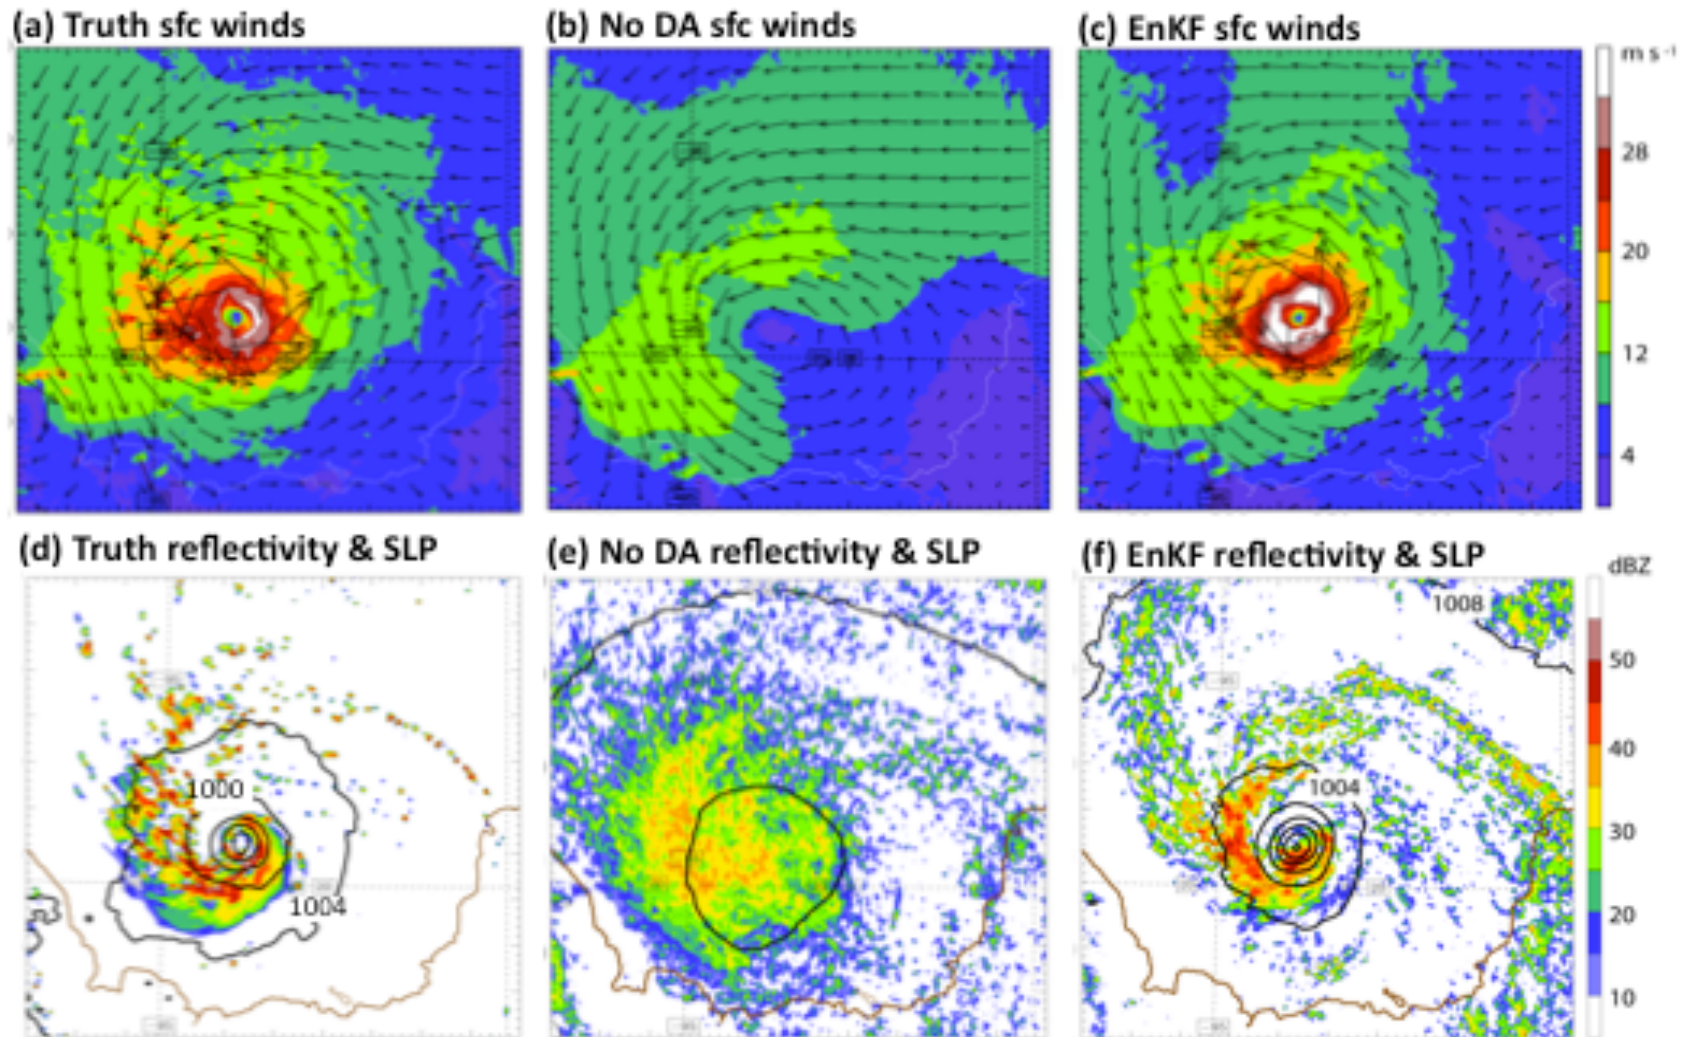 (a) Truth sfc winds
(b) No DA sfc winds
(c) EnKF sfc winds
m s⁻¹
28
20
12
4
(d) Truth reflectivity & SLP
(e) No DA reflectivity & SLP
(f) EnKF reflectivity & SLP
dBZ
1008
50
40
1000
1004
30
1004
20
10